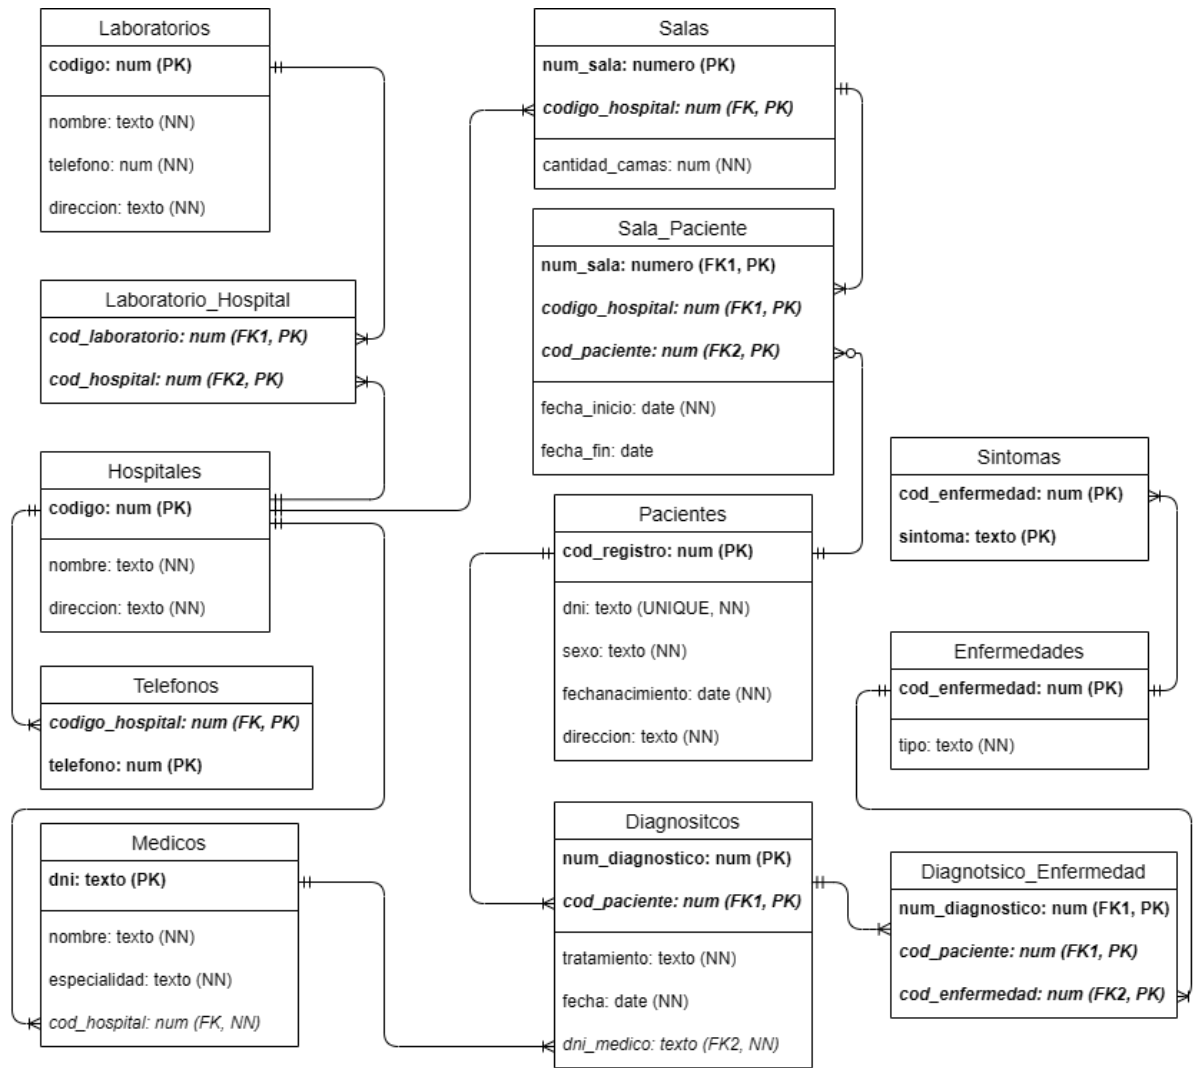 Laboratorios
codigo: num (PK)
nombre: texto (NN)
telefono: num (NN)
direccion: texto (NN)
Laboratorio_Hospital
cod_laboratorio: num (FK1, PK)
cod_hospital: num (FK2, PK)
Hospitales
codigo: num (PK)
nombre: texto (NN)
direccion: texto (NN)
Telefonos
codigo_hospital: num (FK, PK)
telefono: num (PK)
Medicos
dni: texto (PK)
nombre: texto (NN)
especialidad: texto (NN)
cod_hospital: num (FK, NN)
Salas
num_sala: numero (PK)
codigo_hospital: num (FK, PK)
cantidad_camas: num (NN)
Sala_Paciente
num_sala: numero (FK1, PK)
codigo_hospital: num (FK1, PK)
cod_paciente: num (FK2, PK)
fecha_inicio: date (NN)
fecha_fin: date
Pacientes
cod_registro: num (PK)
dni: texto (UNIQUE, NN)
sexo: texto (NN)
fechanacimiento: date (NN)
direccion: texto (NN)
Diagnositcos
num_diagnostico: num (PK)
cod_paciente: num (FK1, PK)
tratamiento: texto (NN)
fecha: date (NN)
dni_medico: texto (FK2, NN)
Sintomas
cod_enfermedad: num (PK)
sintoma: texto (PK)
Enfermedades
cod_enfermedad: num (PK)
tipo: texto (NN)
Diagnotsico_Enfermedad
num_diagnostico: num (FK1, PK)
cod_paciente: num (FK1, PK)
cod_enfermedad: num (FK2, PK)